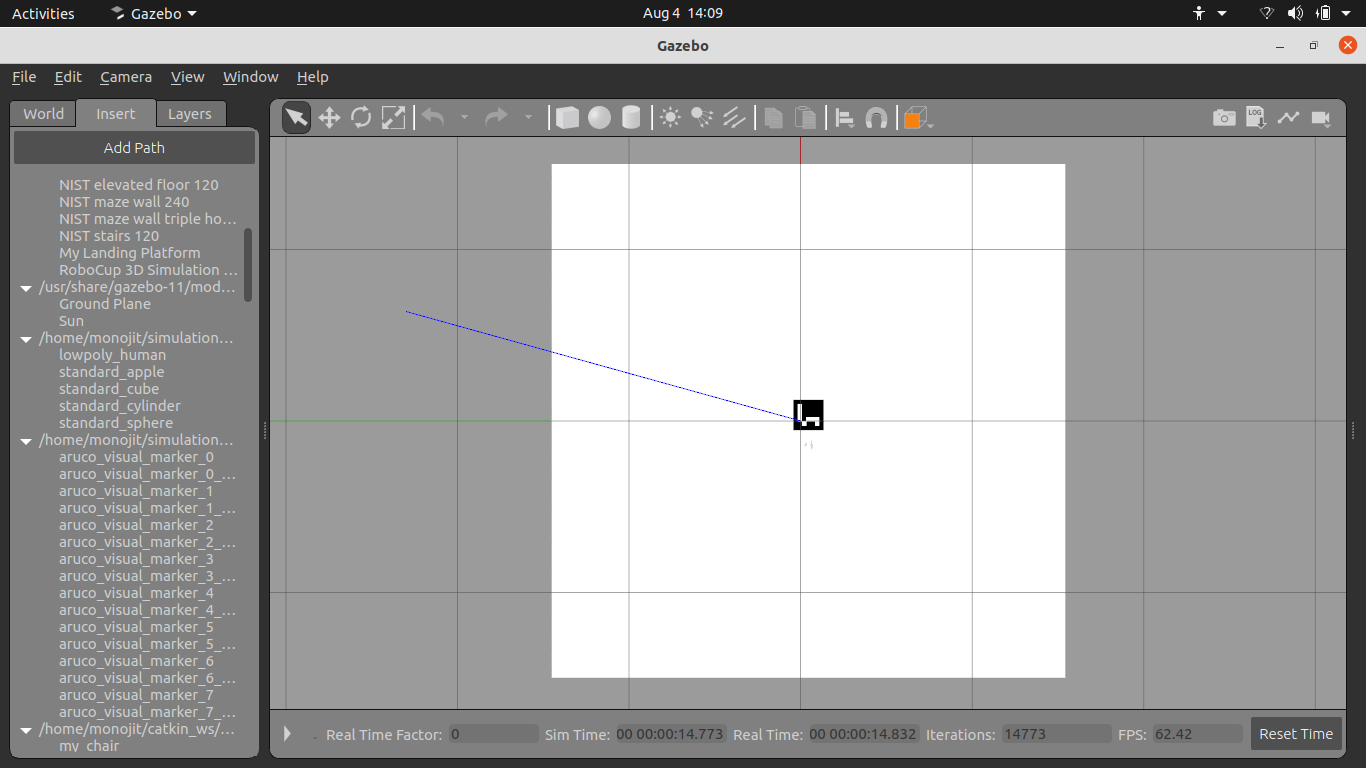 Activities Gazebo Aug 4 14:09
Gazebo
File Edit Camera View Window Help
World Insert Layers
Add Path
NIST elevated floor 120
NIST maze wall 240
NIST maze wall triple ho...
NIST stairs 120
My Landing Platform
RoboCup 3D Simulation ...
/usr/share/gazebo-11/mod...
Ground Plane
Sun
/home/monojit/simulation...
lowpoly_human
standard_apple
standard_cube
standard_cylinder
standard_sphere
/home/monojit/simulation...
aruco_visual_marker_0
aruco_visual_marker_0_...
aruco_visual_marker_1
aruco_visual_marker_1_...
aruco_visual_marker_2
aruco_visual_marker_2_...
aruco_visual_marker_3
aruco_visual_marker_3_...
aruco_visual_marker_4
aruco_visual_marker_4_...
aruco_visual_marker_5
aruco_visual_marker_5_...
aruco_visual_marker_6
aruco_visual_marker_6_...
aruco_visual_marker_7
aruco_visual_marker_7_...
/home/monojit/catkin_ws/...
my_chair
LOG
Real Time Factor: 0 Sim Time: 00 00:00:14.773 Real Time: 00 00:00:14.832 Iterations: 14773 FPS: 62.42 Reset Time